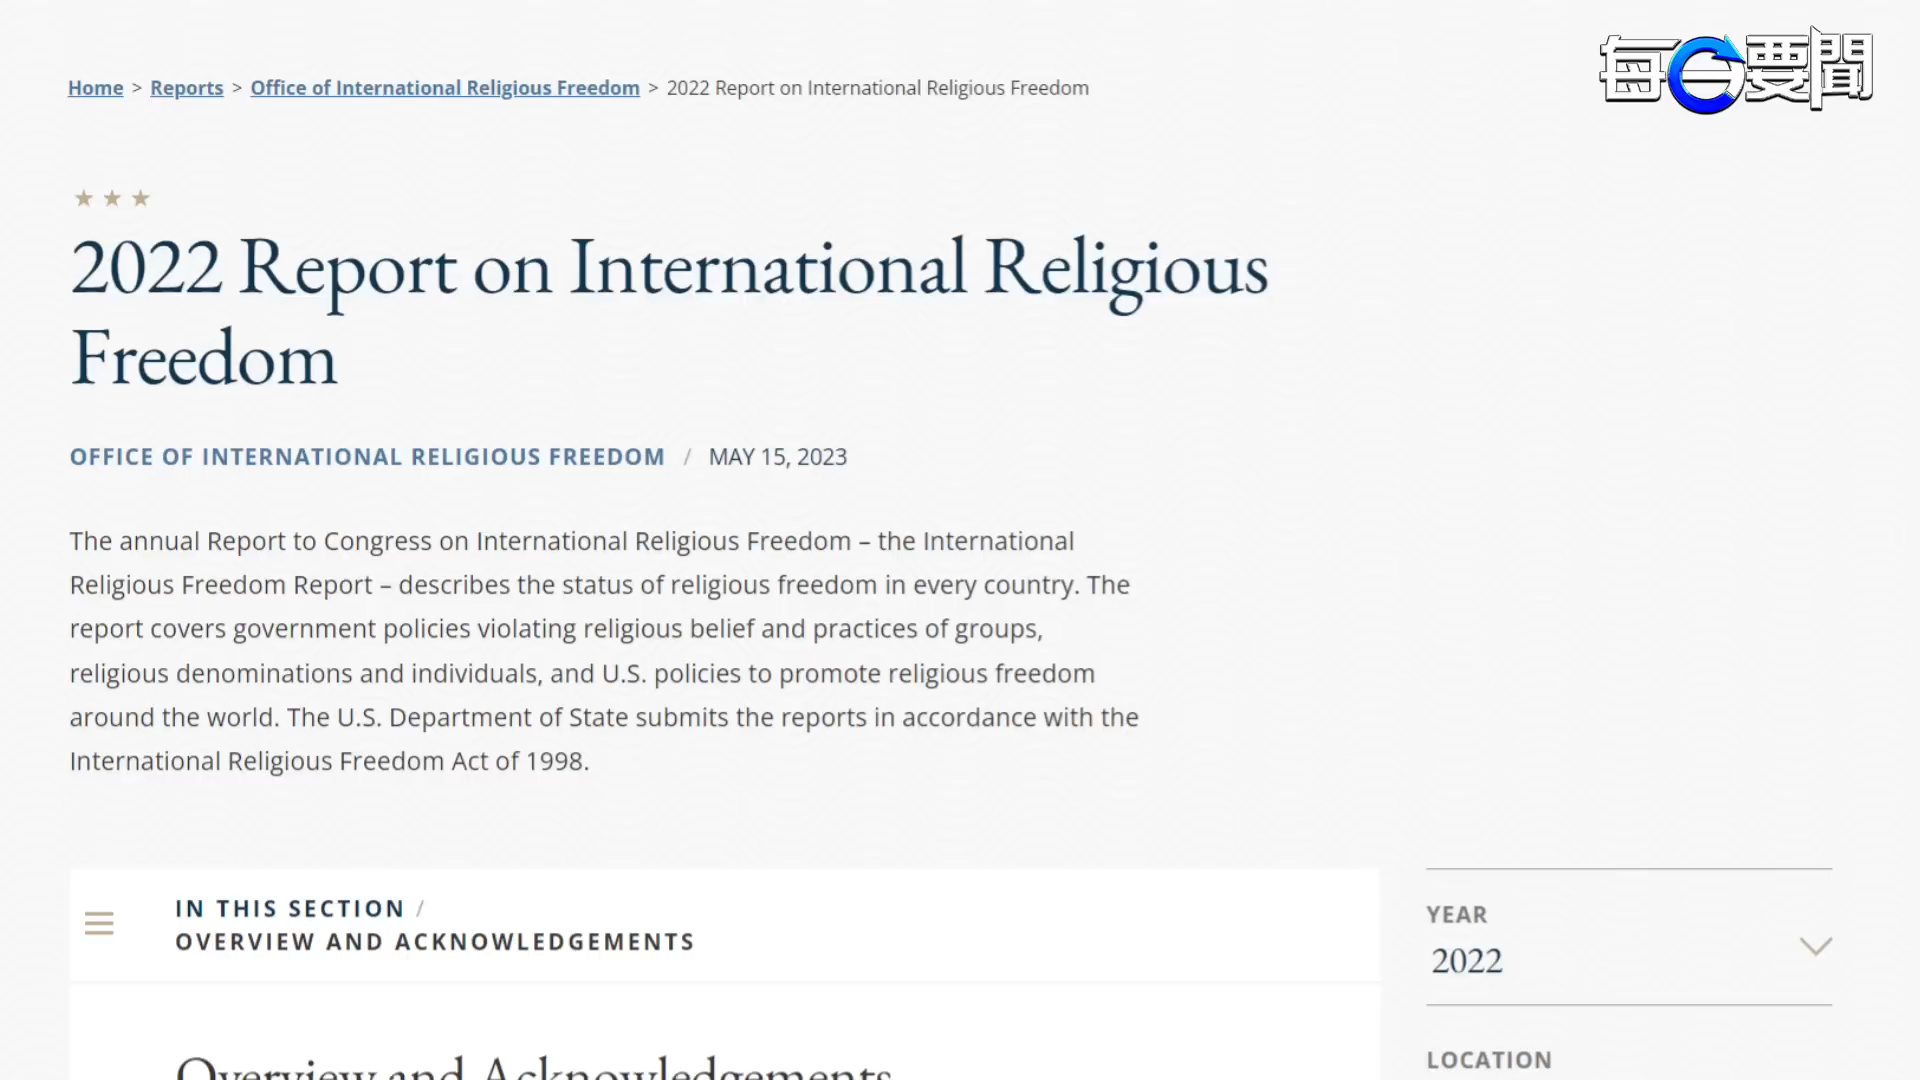 Home > Reports > Office of International Religious Freedom > 2022 Report on International Religious Freedom
每日要聞
2022 Report on International Religious
Freedom
OFFICE OF INTERNATIONAL RELIGIOUS FREEDOM / MAY 15, 2023
The annual Report to Congress on International Religious Freedom – the International
Religious Freedom Report – describes the status of religious freedom in every country. The
report covers government policies violating religious belief and practices of groups,
religious denominations and individuals, and U.S. policies to promote religious freedom
around the world. The U.S. Department of State submits the reports in accordance with the
International Religious Freedom Act of 1998.
IN THIS SECTION /
OVERVIEW AND ACKNOWLEDGEMENTS
Overview and Acknowledgements
YEAR
2022
LOCATION